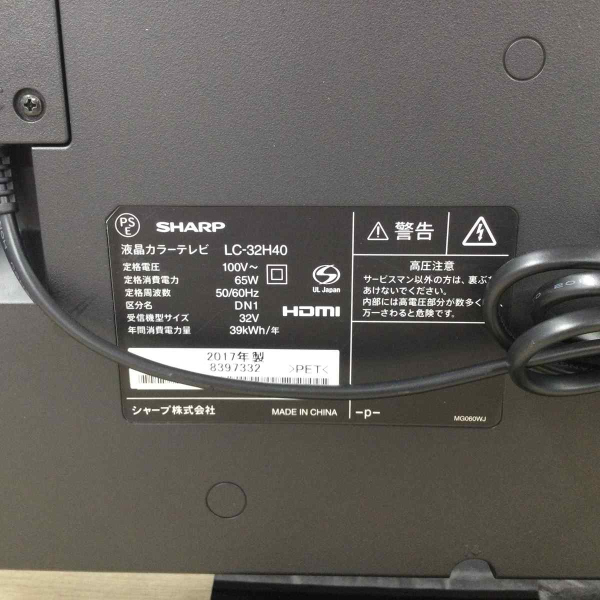 PS
E
SHARP
液晶カラーテレビ LC-32H40
定格電圧 100V～
定格消費電力 65W
定格周波数 50/60Hz
区分名 DN1
受信機型サイズ 32V
年間消費電力量 39kWh/年
UL Japan
HDMI
2017年製
8397332 >PET<
シャープ株式会社 MADE IN CHINA
警告
高圧注意
サービスマン以外の方は、裏ぶた
あけないでください。
内部には高電圧部分が数多く
万一さわると危険です。
-p-
MG060WJ